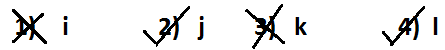 1) i 2) j 3) k 4) l